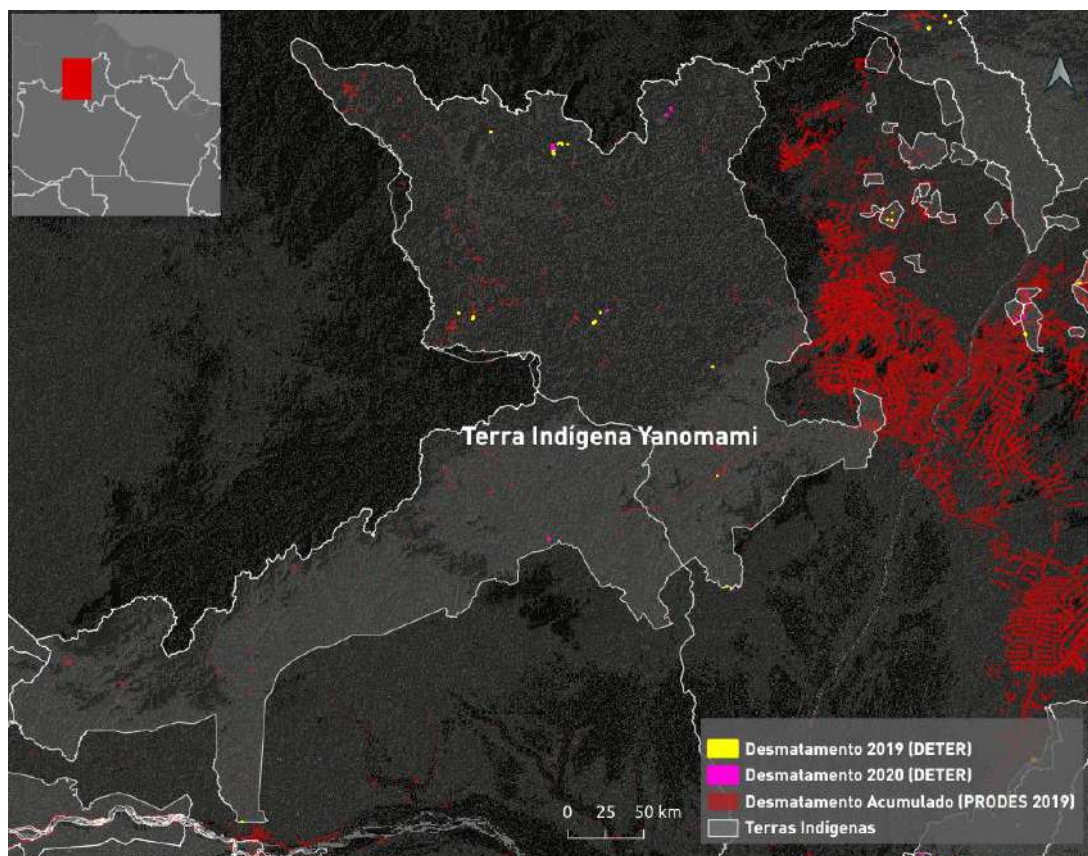 Terra Indígena Yanomami
Desmatamento 2019 (DETER)
Desmatamento 2020 (DETER)
Desmatamento Acumulado (PRODES 2019)
Terras Indígenas
0 25 50 km